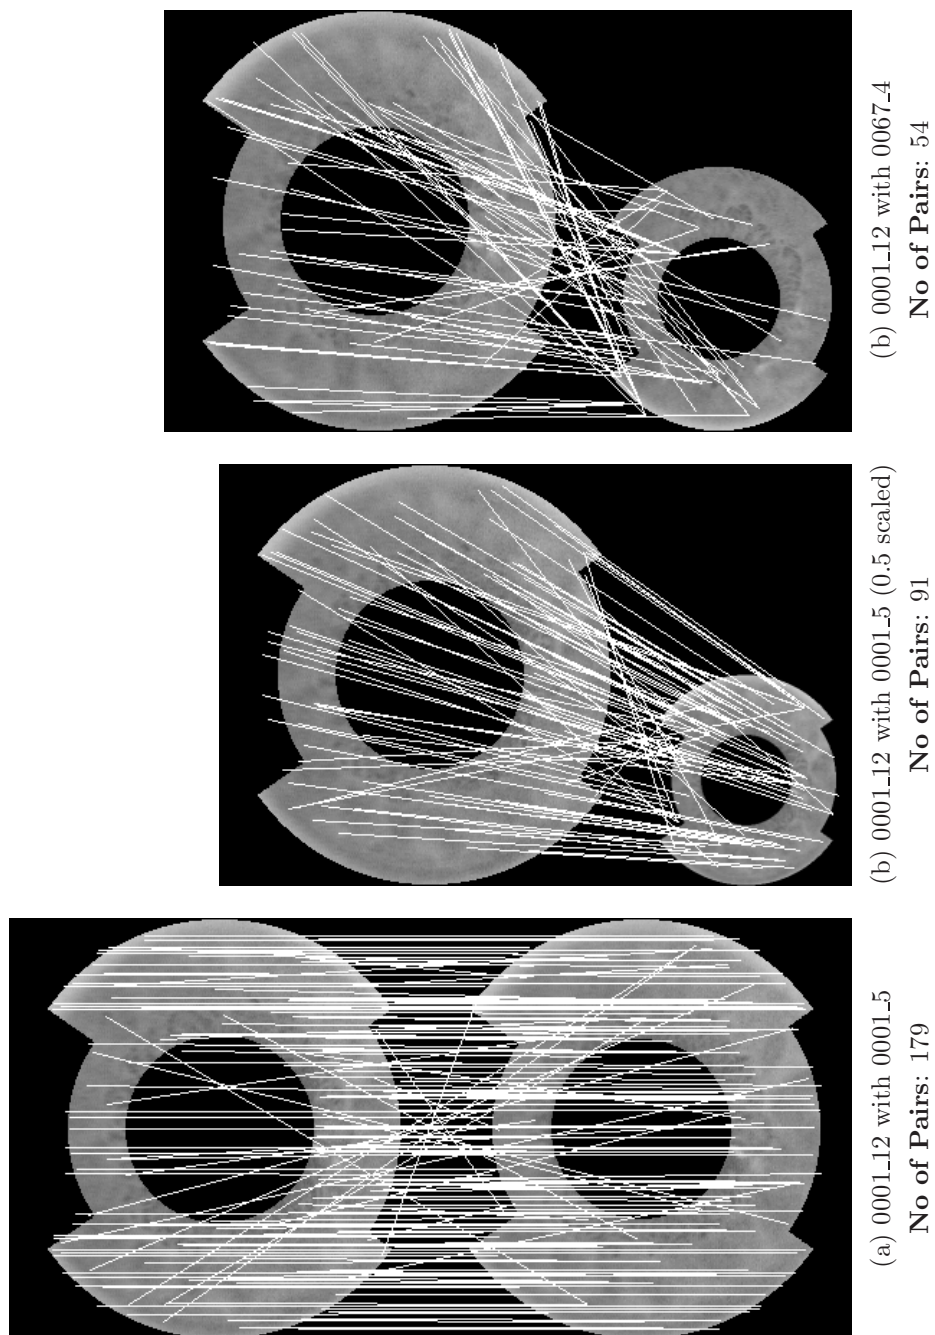 (a) 0001_12 with 0001_5
No of Pairs: 179
(b) 0001_12 with 0001_5 (0.5 scaled)
No of Pairs: 91
(b) 0001_12 with 0067_4
No of Pairs: 54